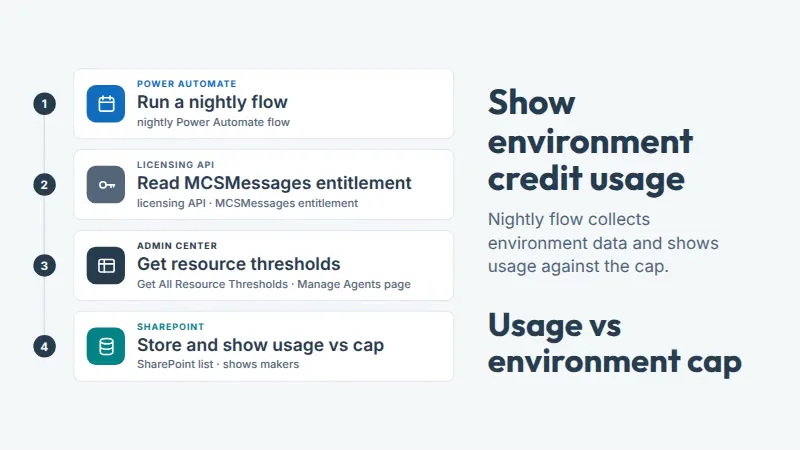 1
POWER AUTOMATE
Run a nightly flow
nightly Power Automate flow
2
LICENSING API
Read MCSMessages entitlement
licensing API · MCSMessages entitlement
3
ADMIN CENTER
Get resource thresholds
Get All Resource Thresholds · Manage Agents page
4
SHAREPOINT
Store and show usage vs cap
SharePoint list · shows makers
Show
environment
credit usage
Nightly flow collects
environment data and shows
usage against the cap.
Usage vs
environment cap